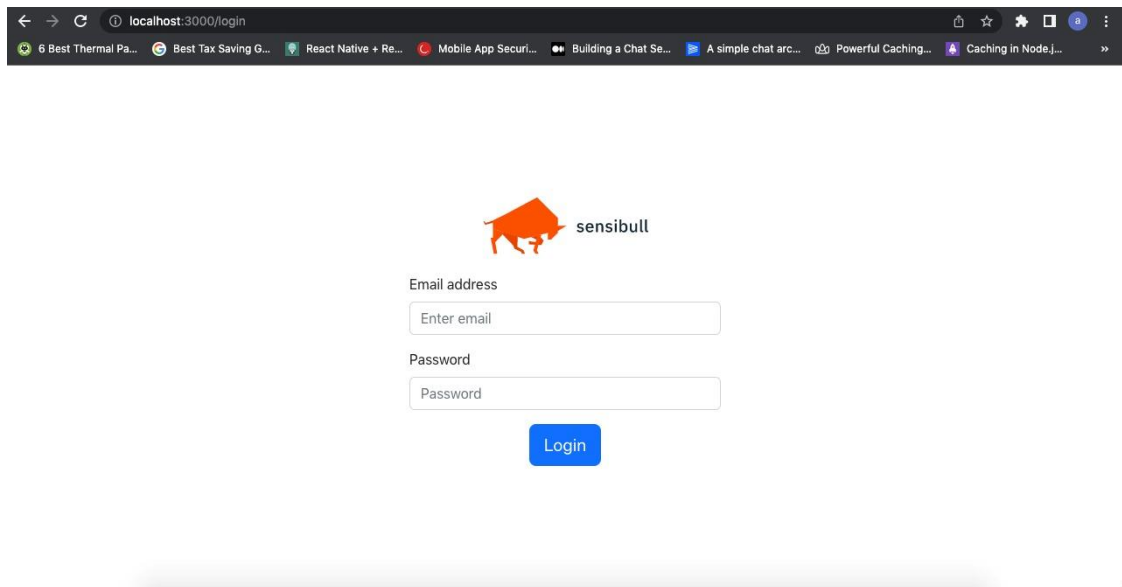 localhost:3000/login
a
6 Best Thermal Pa... Best Tax Saving G... React Native + Re... Mobile App Securi... Building a Chat Se... A simple chat arc... Powerful Caching... Caching in Node.j... »
sensibull
Email address
Enter email
Password
Password
Login